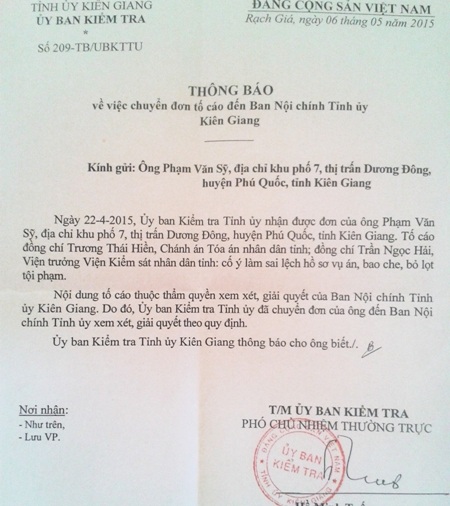 TỈNH ỦY KIÊN GIANG
ỦY BAN KIỂM TRA
*
Số 209-TB/UBKTTU
ĐẢNG CỘNG SẢN VIỆT NAM
Rạch Giá, ngày 06 tháng 05 năm 2015
THÔNG BÁO
về việc chuyển đơn tố cáo đến Ban Nội chính Tỉnh ủy
Kiên Giang
Kính gửi: Ông Phạm Văn Sỹ, địa chỉ khu phố 7, thị trấn Dương Đông,
huyện Phú Quốc, tỉnh Kiên Giang
Ngày 22-4-2015, Ủy ban Kiểm tra Tỉnh ủy nhận được đơn của ông Phạm Văn
Sỹ, địa chỉ khu phố 7, thị trấn Dương Đông, huyện Phú Quốc, tỉnh Kiên Giang. Tố cáo
đồng chí Trương Thái Hiền, Chánh án Tòa án nhân dân tỉnh; đồng chí Trần Ngọc Hải,
Viện trưởng Viện Kiểm sát nhân dân tỉnh: cố ý làm sai lệch hồ sơ vụ án, bao che, bỏ lọt
tội phạm.
Nội dung tố cáo thuộc thẩm quyền xem xét, giải quyết của Ban Nội chính Tỉnh
ủy Kiên Giang. Do đó, Ủy ban Kiểm tra Tỉnh ủy đã chuyển đơn của ông đến Ban Nội
chính Tỉnh ủy xem xét, giải quyết theo quy định.
Ủy ban Kiểm tra Tỉnh ủy Kiên Giang thông báo cho ông biết./.
Nơi nhận:
- Như trên,
- Lưu VP.
T/M ỦY BAN KIỂM TRA
PHÓ CHỦ NHIỆM THƯỜNG TRỰC
ỦY BAN
KIỂM TRA